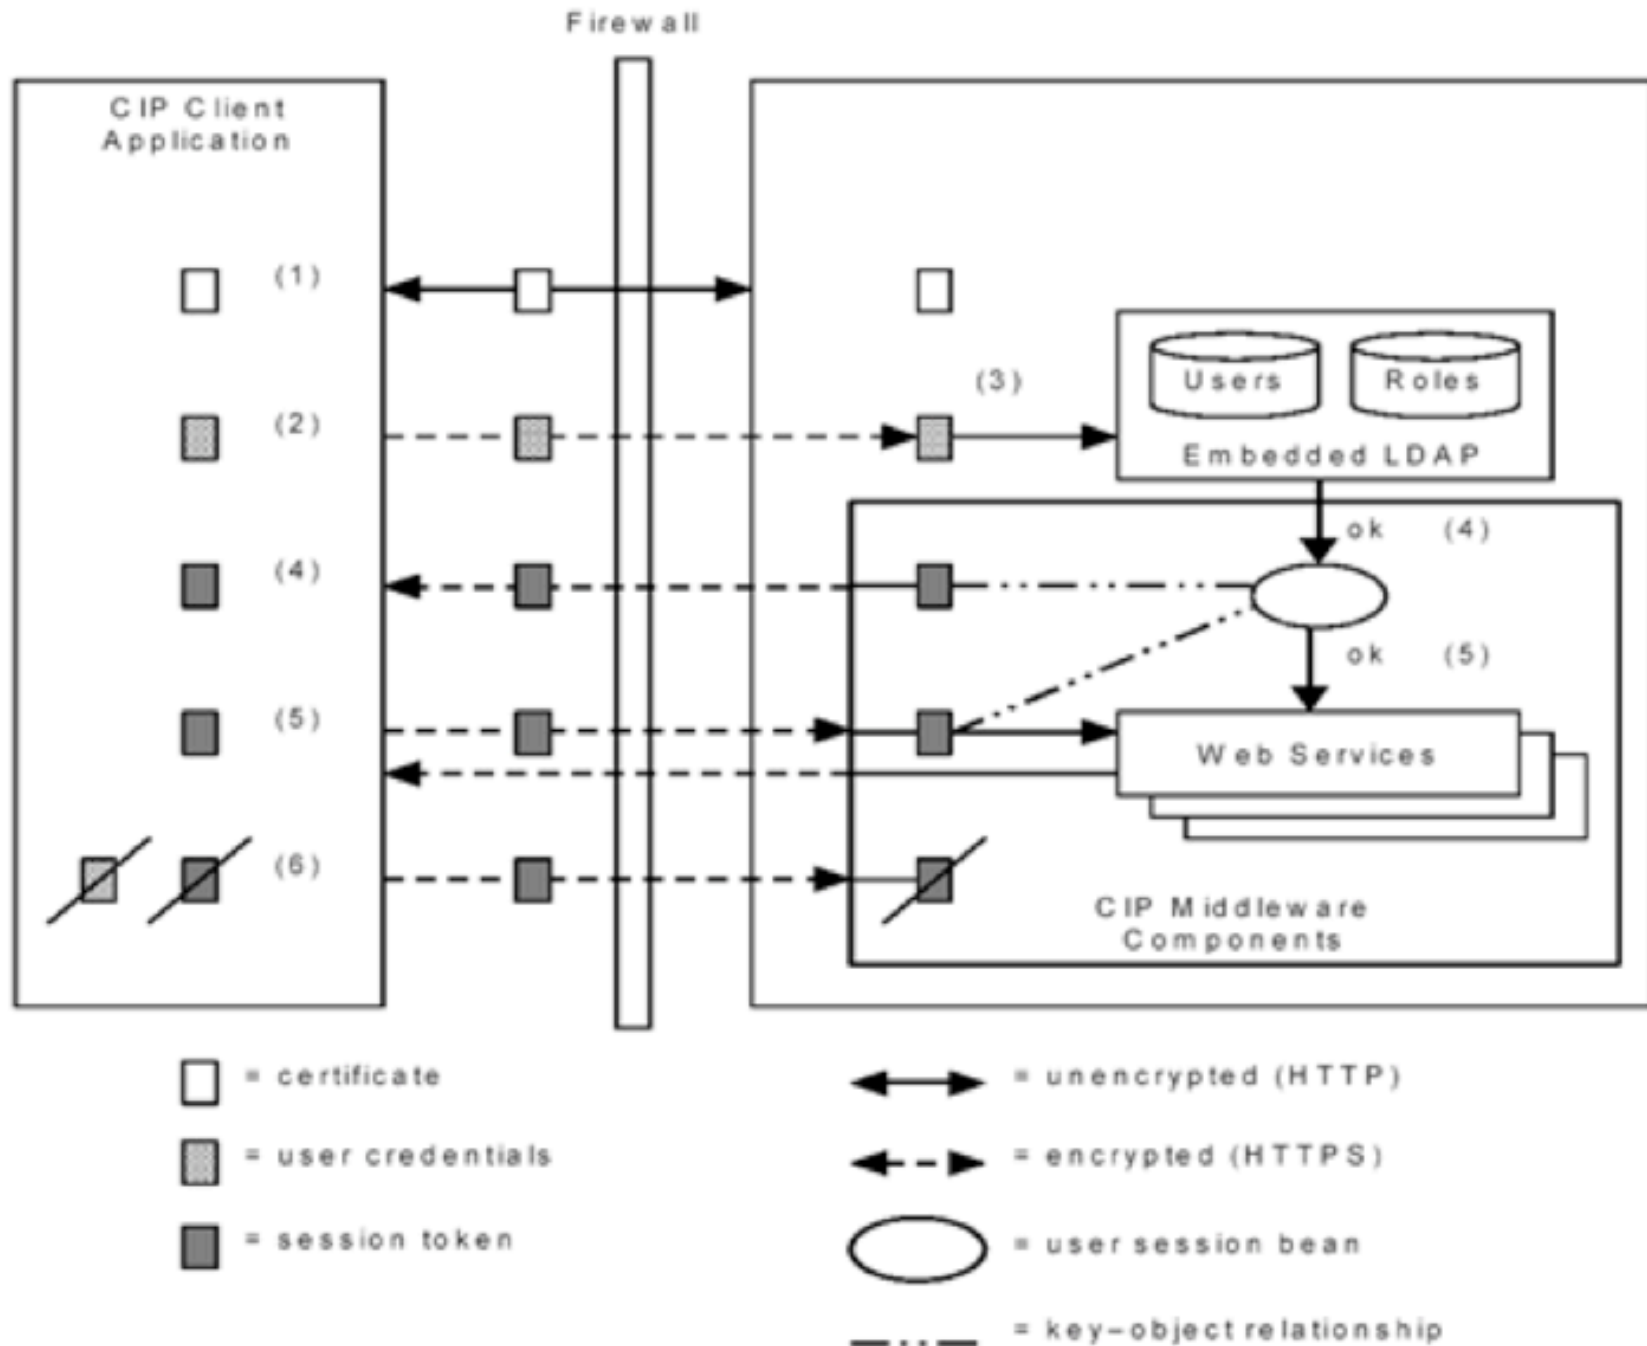 Firewall
CIP Client
Application
(1)
(2)
(3)
Users
Roles
Embedded LDAP
ok (4)
(4)
ok (5)
(5)
Web Services
(6)
CIP Middleware
Components
= certificate
= unencrypted (HTTP)
= user credentials
= encrypted (HTTPS)
= session token
= user session bean
= key–object relationship